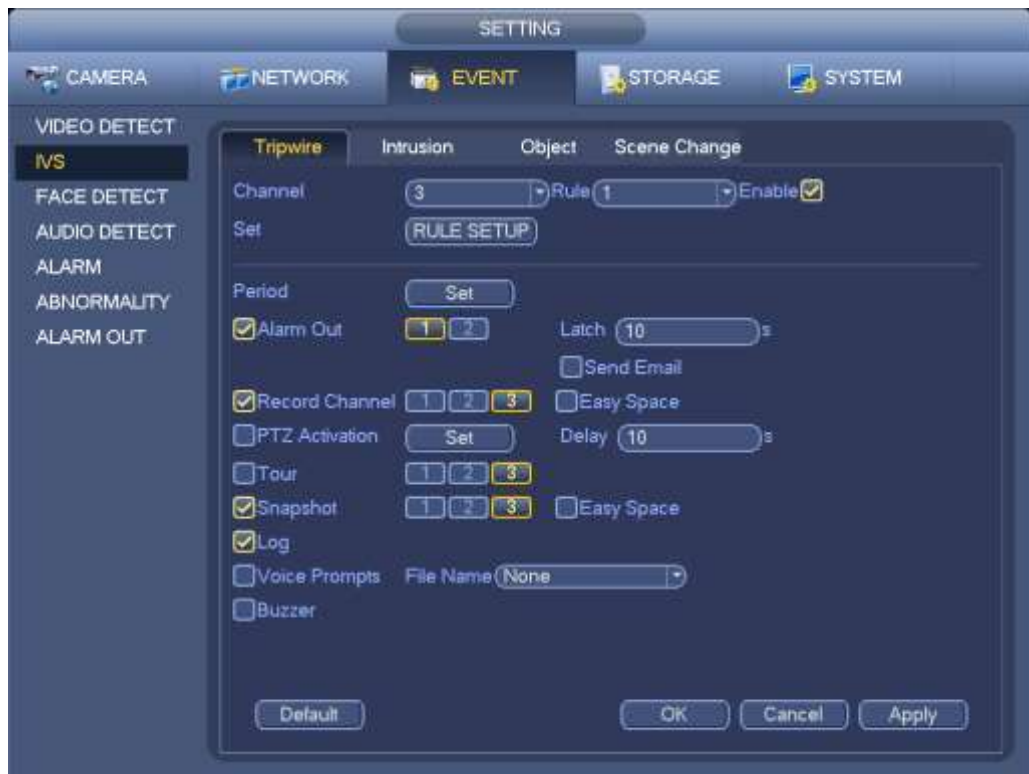 SETTING
CAMERA NETWORK EVENT STORAGE SYSTEM
VIDEO DETECT
IVS
FACE DETECT
AUDIO DETECT
ALARM
ABNORMALITY
ALARM OUT
Tripwire Intrusion Object Scene Change
Channel 3 Rule 1 Enable
Set RULE SETUP
Period Set
Alarm Out 1 2 Latch 10 s
Send Email
Record Channel 1 2 3 Easy Space
PTZ Activation Set Delay 10 s
Tour 1 2 3
Snapshot 1 2 3 Easy Space
Log
Voice Prompts File Name None
Buzzer
Default OK Cancel Apply